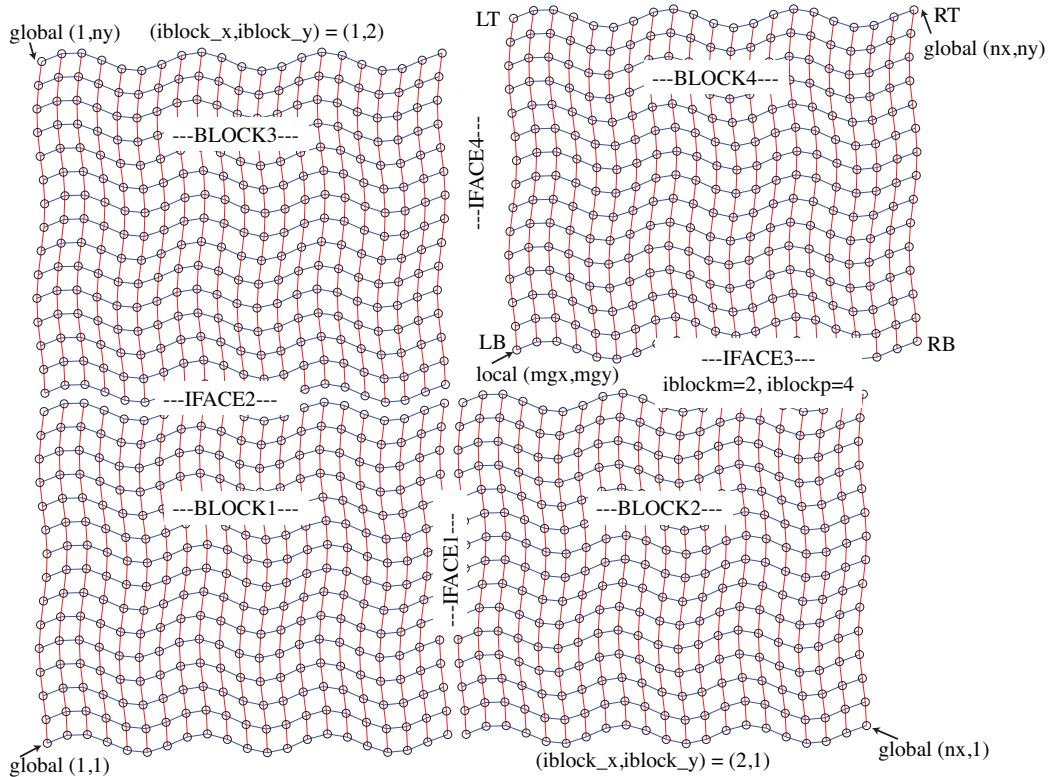 LT
RT
global (1,ny)
(iblock_x,iblock_y) = (1,2)
global (nx,ny)
---BLOCK4---
---BLOCK3---
---IFACE4---
LB
RB
local (mgx,mgy)
---IFACE3---
iblockm=2, iblockp=4
---IFACE2---
---BLOCK1---
---BLOCK2---
---IFACE1---
global (1,1)
(iblock_x,iblock_y) = (2,1)
global (nx,1)